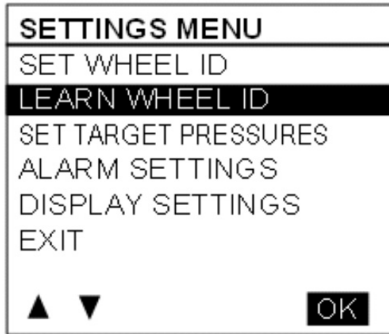 SETTINGS MENU
SET WHEEL ID
LEARN WHEEL ID
SET TARGET PRESSURES
ALARM SETTINGS
DISPLAY SETTINGS
EXIT
▲ ▼ OK